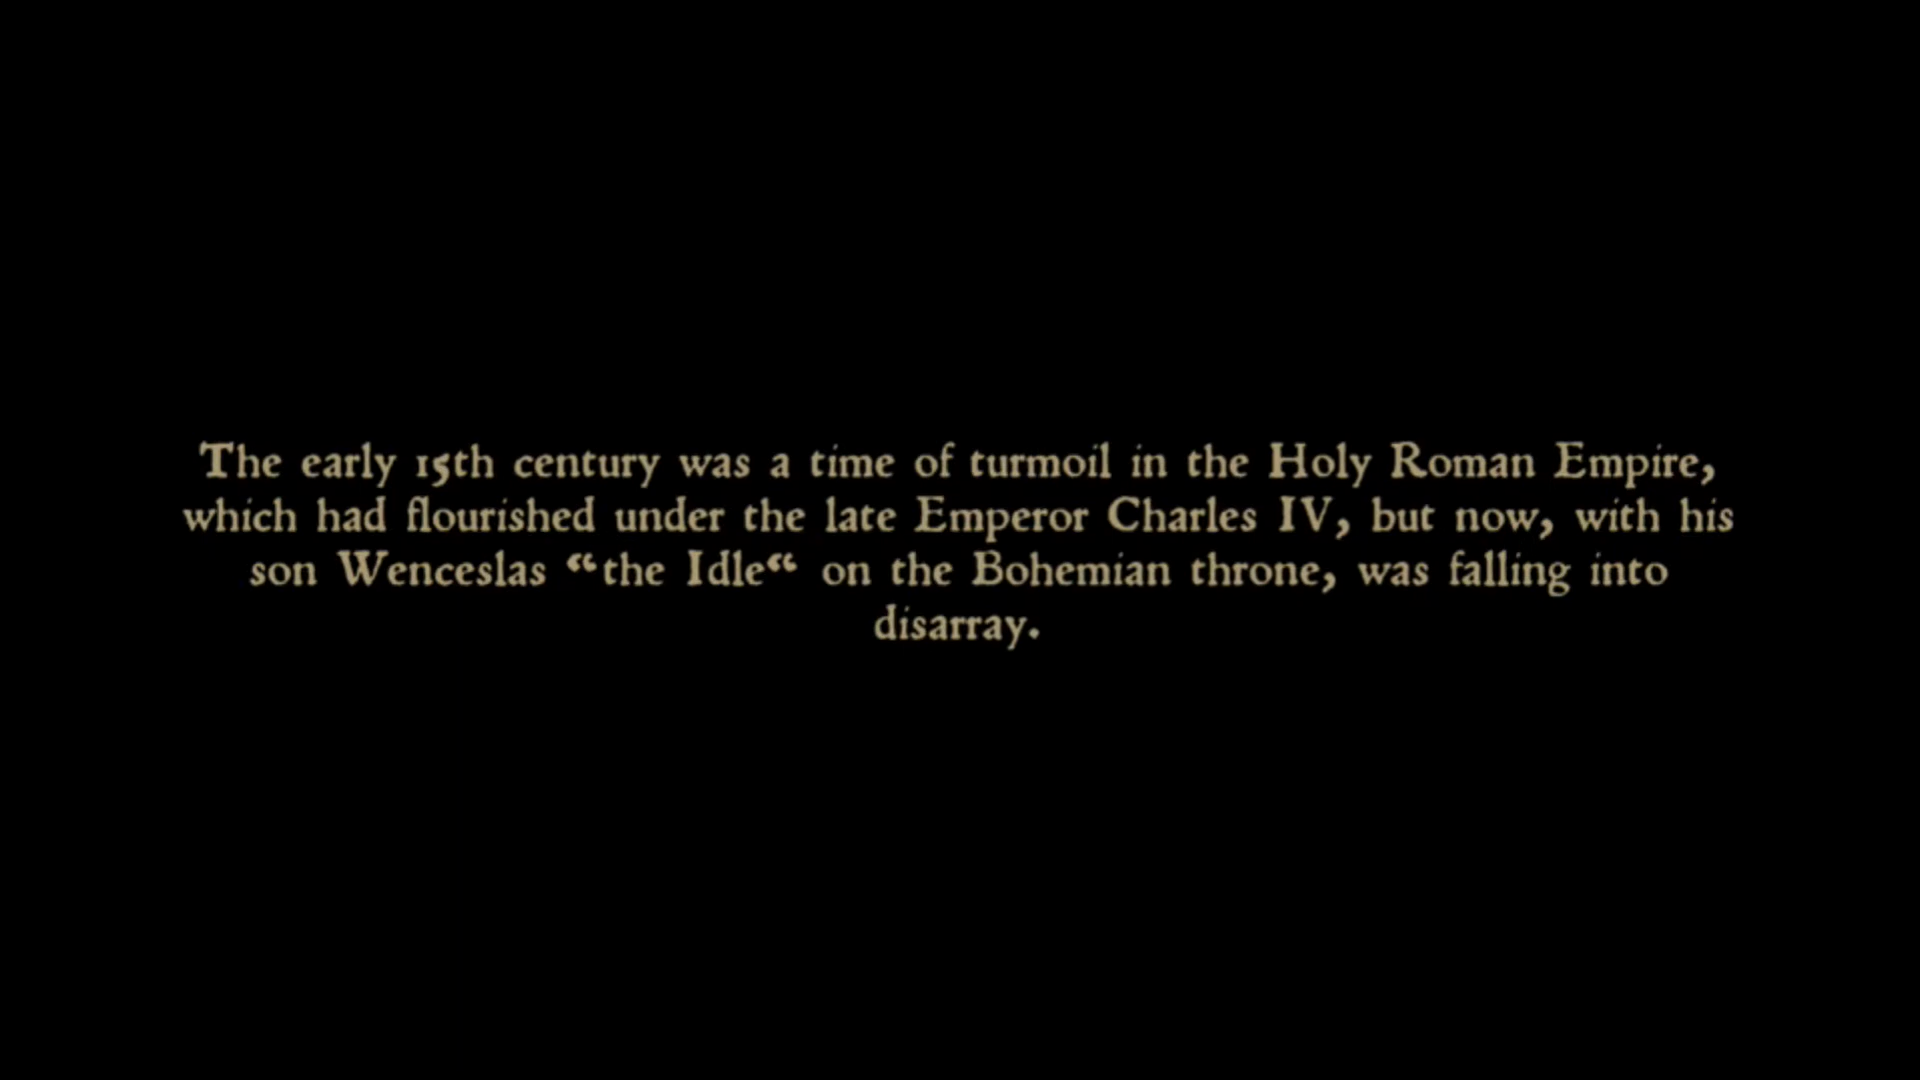 The early 15th century was a time of turmoil in the Holy Roman Empire,
which had flourished under the late Emperor Charles IV, but now, with his
son Wenceslas “the Idle“ on the Bohemian throne, was falling into
disarray.